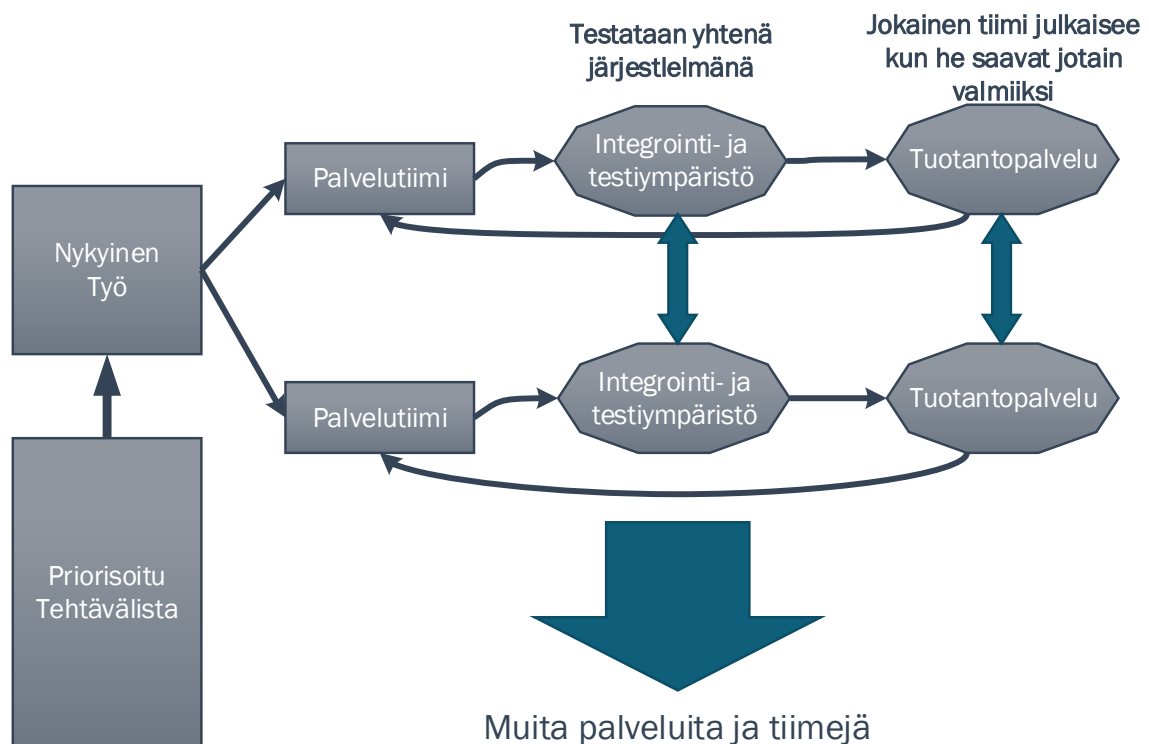 Testataan yhtenä
järjestlelmänä
Jokainen tiimi julkaisee
kun he saavat jotain
valmiiksi
Palvelutiimi
Integrointi- ja
testiympäristö
Tuotantopalvelu
Nykyinen
Työ
Palvelutiimi
Integrointi- ja
testiympäristö
Tuotantopalvelu
Priorisoitu
Tehtävälista
Muita palveluita ja tiimejä